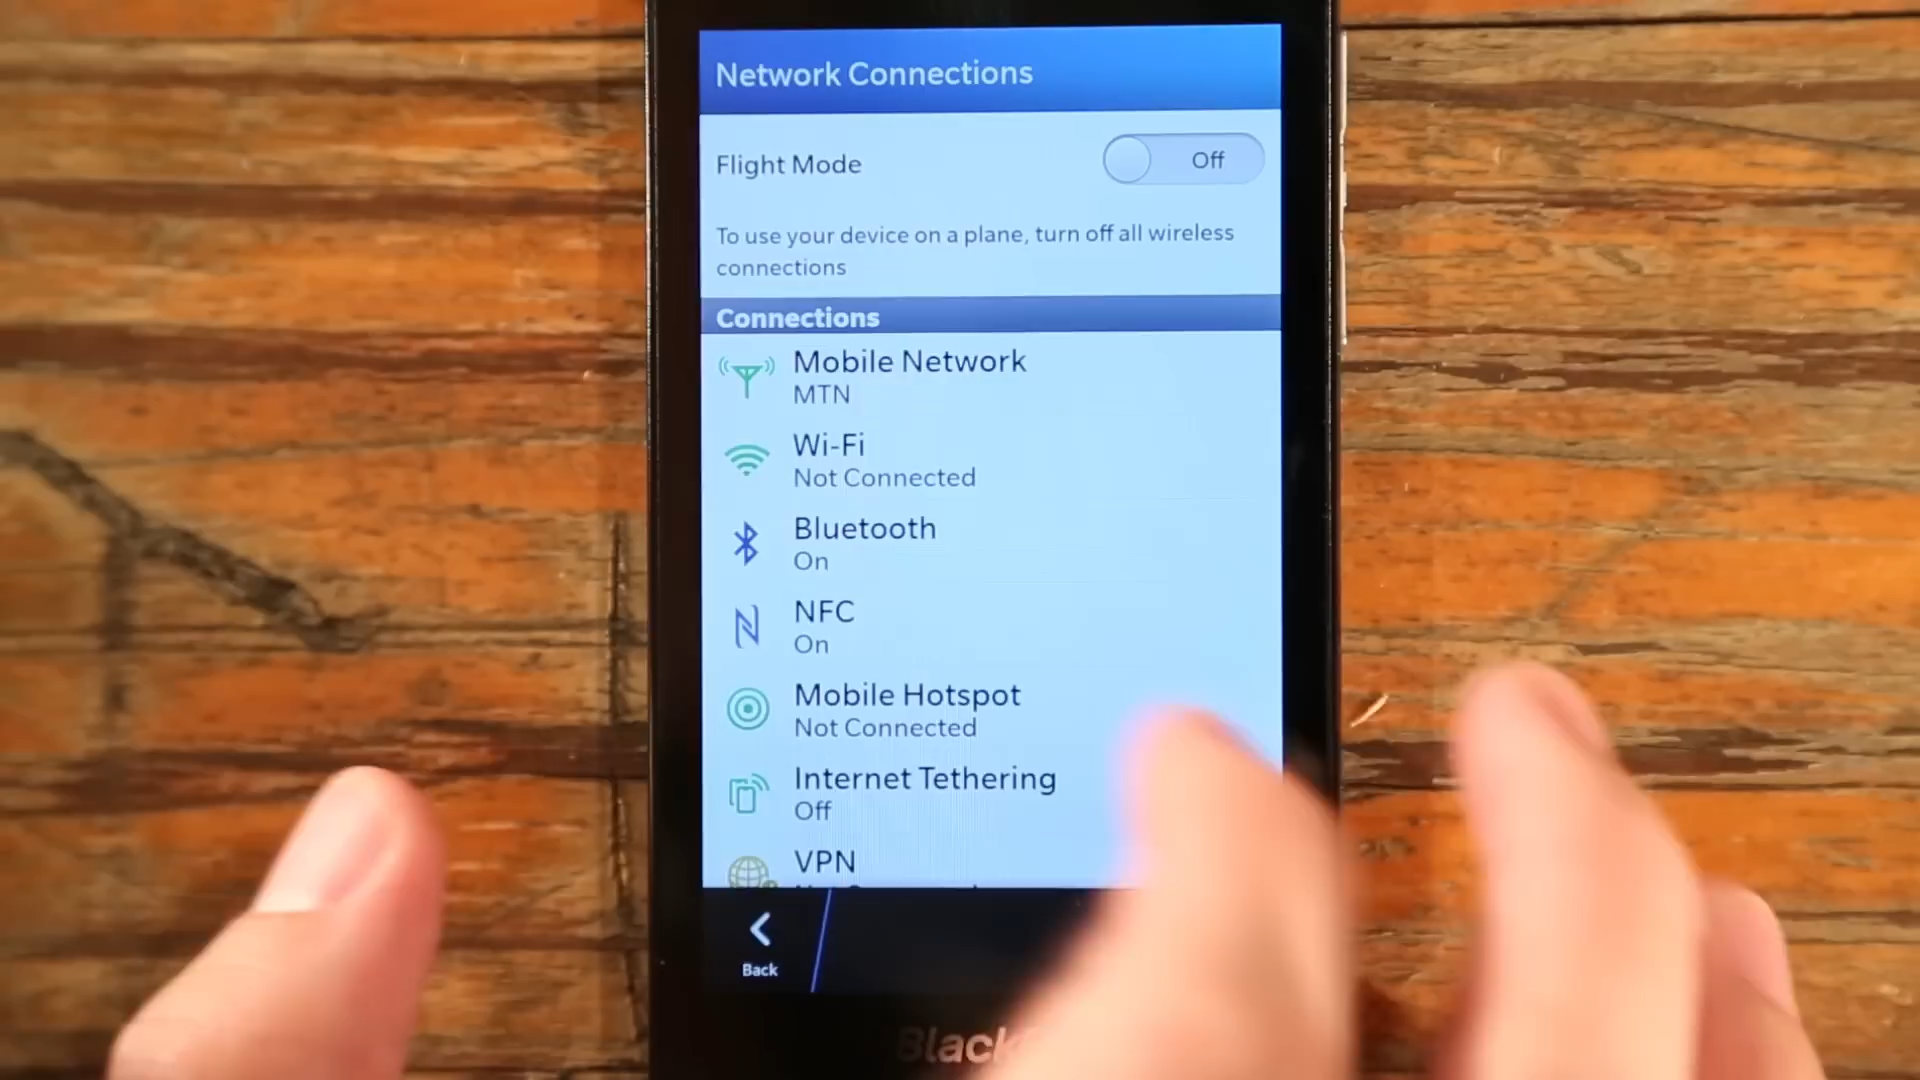 Network Connections
Flight Mode
Off
To use your device on a plane, turn off all wireless
connections
Connections
Mobile Network
MTN
Wi-Fi
Not Connected
Bluetooth
On
NFC
On
Mobile Hotspot
Not Connected
Internet Tethering
Off
VPN
Back
Black